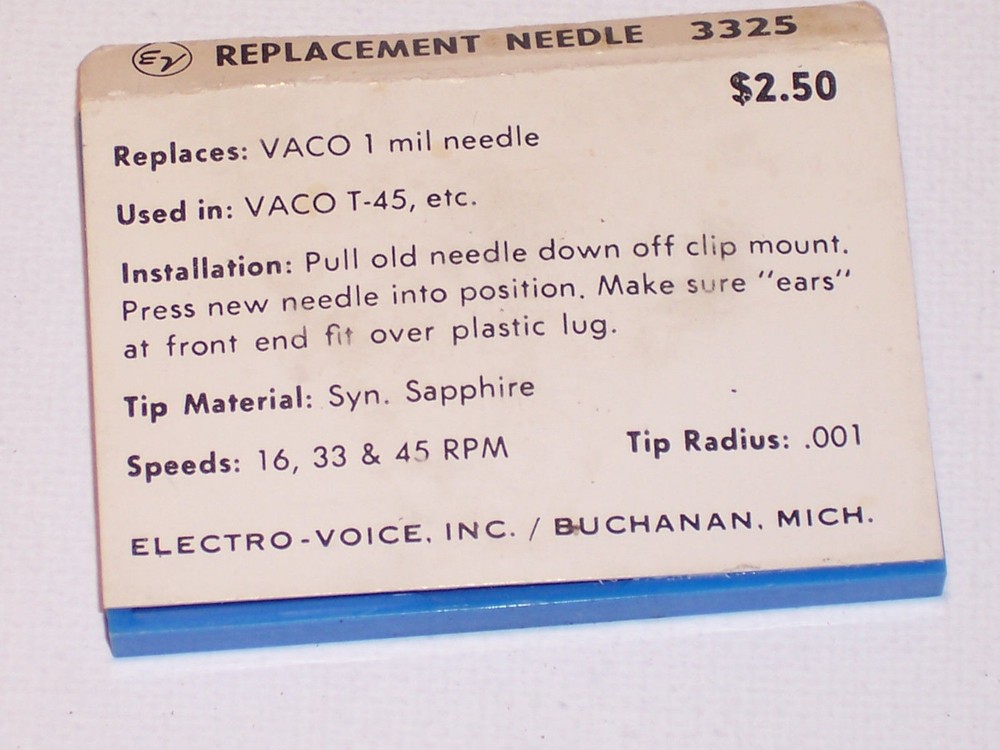 EV REPLACEMENT NEEDLE 3325
$2.50
Replaces: VACO 1 mil needle
Used in: VACO T-45, etc.
Installation: Pull old needle down off clip mount.
Press new needle into position. Make sure "ears"
at front end fit over plastic lug.
Tip Material: Syn. Sapphire
Speeds: 16, 33 & 45 RPM Tip Radius: .001
ELECTRO-VOICE, INC. / BUCHANAN, MICH.